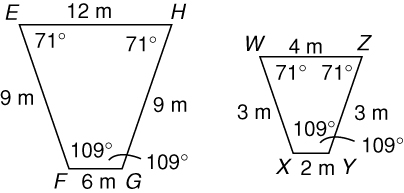 E 12 m H
71° 71°
9 m 9 m
109° 109°
F 6 m G
W 4 m Z
71° 71°
3 m 3 m
109° 109°
X 2 m Y